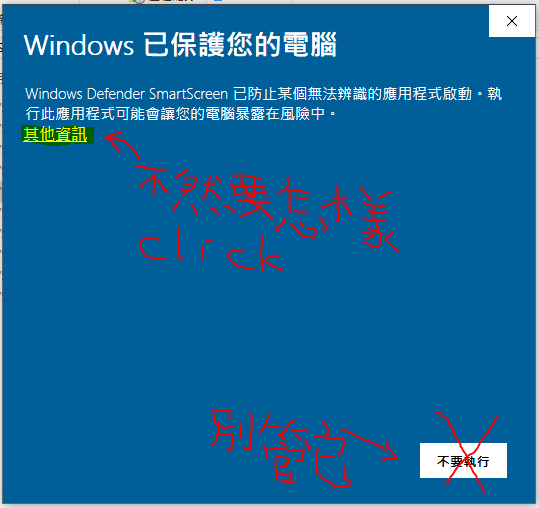 Windows 已保護您的電腦
Windows Defender SmartScreen 已防止某個無法辨識的應用程式啟動。執
行此應用程式可能會讓您的電腦暴露在風險中。
其他資訊
不然要怎樣
click
別管它
不要執行